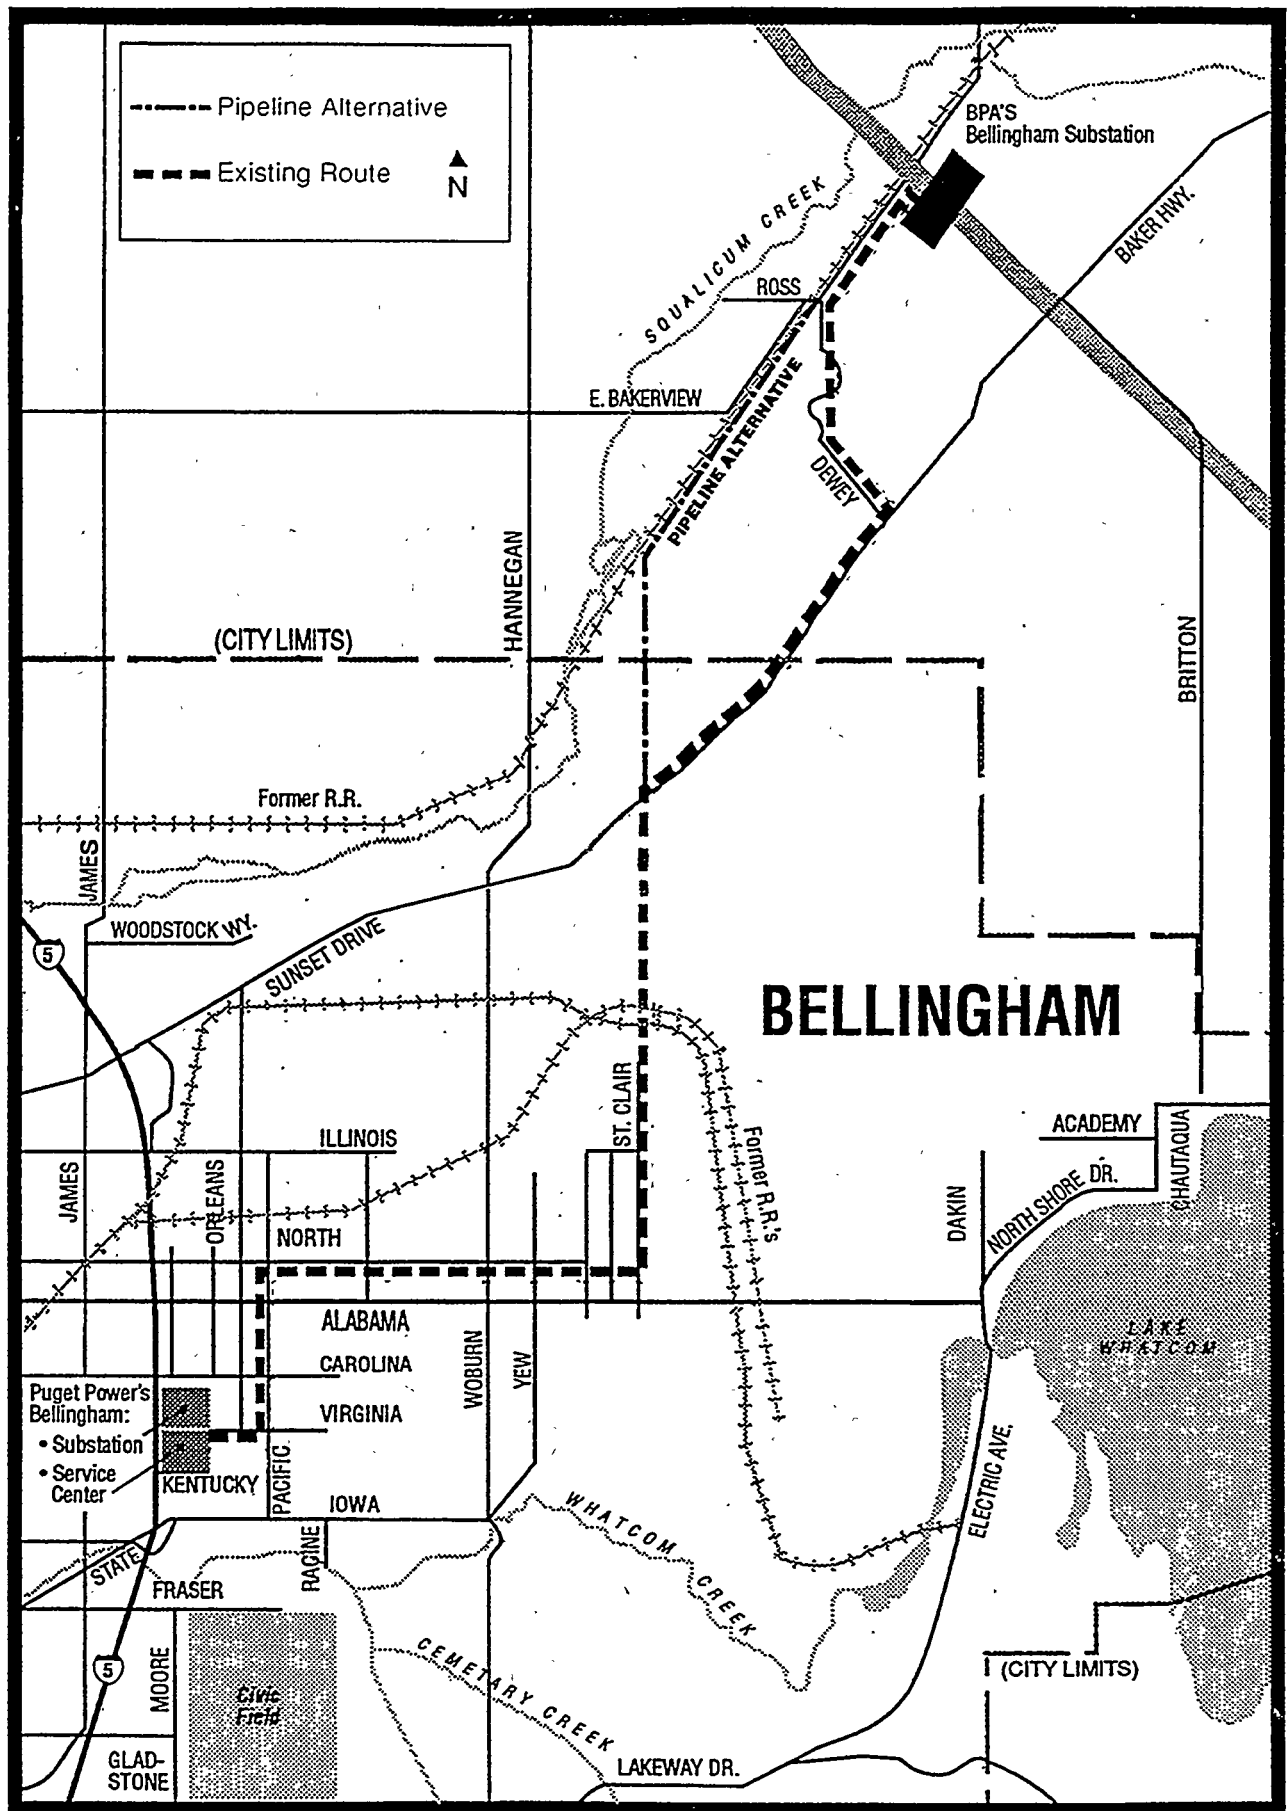 Pipeline Alternative
Existing Route
N
BPA'S
Bellingham Substation
SQUALICUM CREEK
BAKER HWY.
ROSS
E. BAKERVIEW
PIPELINE ALTERNATIVE
DEWEY
HANNEGAN
(CITY LIMITS)
BRITTON
Former R.R.
JAMES
WOODSTOCK WY.
5
SUNSET DRIVE
BELLINGHAM
ST. CLAIR
ILLINOIS
ACADEMY
CHAUTAUQUA
NORTH SHORE DR.
DAKIN
Former R.R.'s
JAMES
ORLEANS
NORTH
ALABAMA
LAKE
WHATCOM
CAROLINA
WOBURN
YEW
Puget Power's
Bellingham:
• Substation
• Service
Center
VIRGINIA
KENTUCKY
PACIFIC
IOWA
ELECTRIC AVE.
WHATCOM CREEK
STATE
RACINE
FRASER
CEMETARY CREEK
(CITY LIMITS)
5
MOORE
Civic
Field
GLAD-
STONE
LAKEWAY DR.